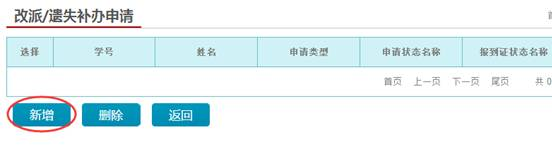 改派/遗失补办申请
选择 学号 姓名 申请类型 申请状态名称 报到证状态名称
首页 上一页 下一页 尾页 共 0
新增 删除 返回